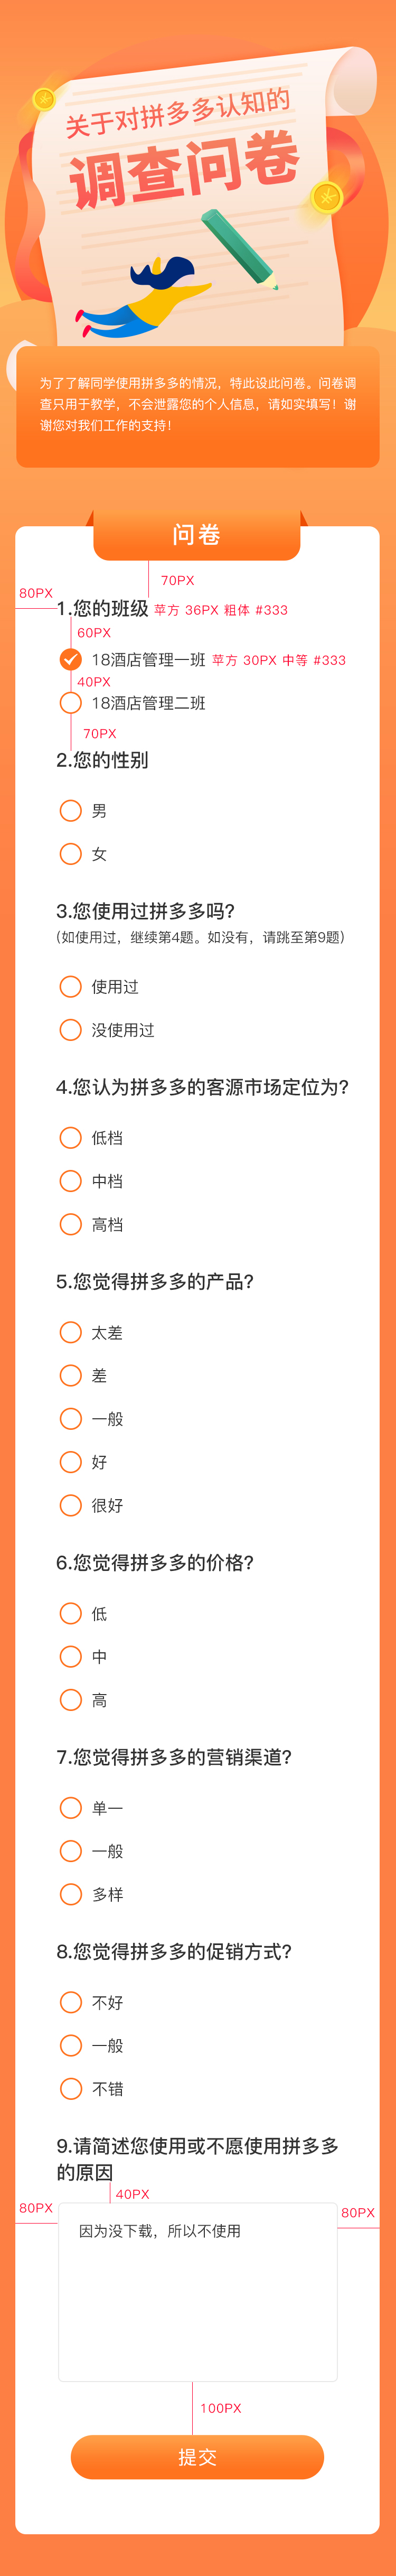 关于对拼多多认知的
调查问卷
为了了解同学使用拼多多的情况，特此设此问卷。问卷调
查只用于教学，不会泄露您的个人信息，请如实填写！谢
谢您对我们工作的支持！
问卷
70PX
80PX
1.您的班级 苹方 36PX 粗体 #333
60PX
18酒店管理一班 苹方 30PX 中等 #333
40PX
18酒店管理二班
70PX
2.您的性别
男
女
3.您使用过拼多多吗?
(如使用过，继续第4题。如没有，请跳至第9题)
使用过
没使用过
4.您认为拼多多的客源市场定位为?
低档
中档
高档
5.您觉得拼多多的产品?
太差
差
一般
好
很好
6.您觉得拼多多的价格?
低
中
高
7.您觉得拼多多的营销渠道?
单一
一般
多样
8.您觉得拼多多的促销方式?
不好
一般
不错
9.请简述您使用或不愿使用拼多多
的原因
40PX
80PX
80PX
因为没下载，所以不使用
100PX
提交